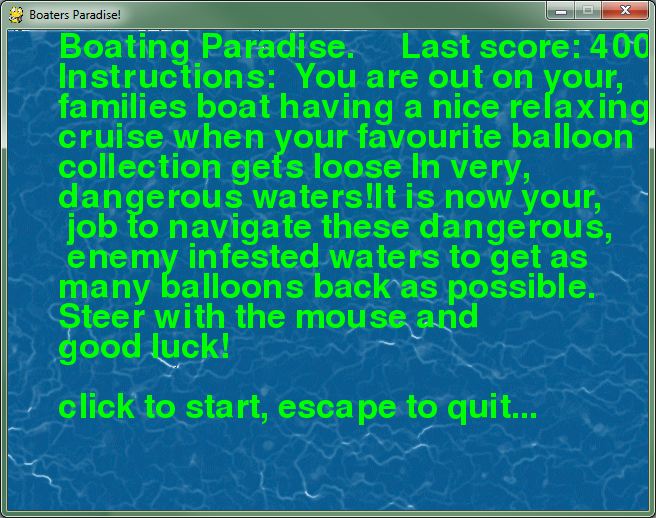 Boaters Paradise!
Boating Paradise. Last score: 400
Instructions: You are out on your,
families boat having a nice relaxing
cruise when your favourite balloon
collection gets loose In very,
dangerous waters!It is now your,
job to navigate these dangerous,
enemy infested waters to get as
many balloons back as possible.
Steer with the mouse and
good luck!
click to start, escape to quit...